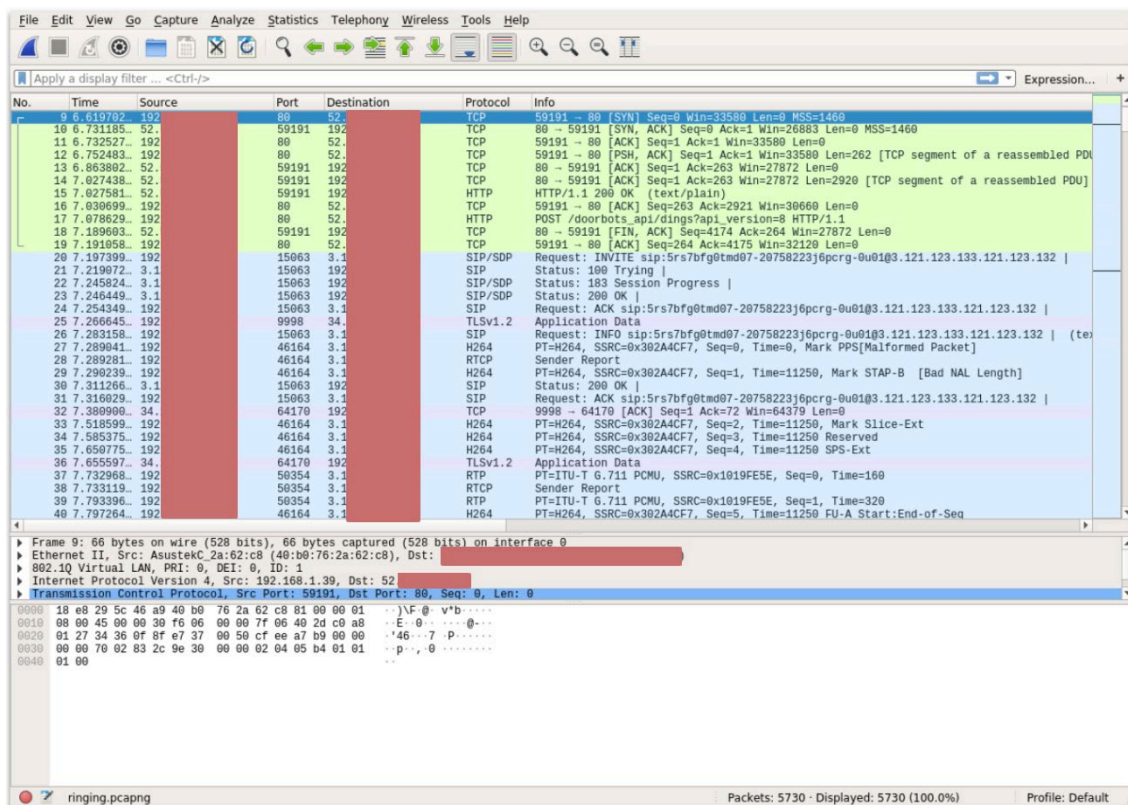 File Edit View Go Capture Analyze Statistics Telephony Wireless Tools Help
Apply a display filter ... <Ctrl-/> Expression... +
No. Time Source Port Destination Protocol Info
9 6.619702… 192 80 52. TCP 59191 → 80 [SYN] Seq=0 Win=33580 Len=0 MSS=1460
10 6.731185… 52. 59191 192 TCP 80 → 59191 [SYN, ACK] Seq=0 Ack=1 Win=26883 Len=0 MSS=1460
11 6.732527… 192 80 52. TCP 59191 → 80 [ACK] Seq=1 Ack=1 Win=33580 Len=0
12 6.752483… 192 80 52. TCP 59191 → 80 [PSH, ACK] Seq=1 Ack=1 Win=33580 Len=262 [TCP segment of a reassembled PDU
13 6.863802… 52. 59191 192 TCP 80 → 59191 [ACK] Seq=1 Ack=263 Win=27872 Len=0
14 7.027438… 52. 59191 192 TCP 80 → 59191 [ACK] Seq=1 Ack=263 Win=27872 Len=2920 [TCP segment of a reassembled PDU]
15 7.027581… 52. 59191 192 HTTP HTTP/1.1 200 OK (text/plain)
16 7.030699… 192 80 52. TCP 59191 → 80 [ACK] Seq=263 Ack=2921 Win=30660 Len=0
17 7.078629… 192 80 52. HTTP POST /doorbots_api/dings?api_version=8 HTTP/1.1
18 7.189603… 52. 59191 192 TCP 80 → 59191 [FIN, ACK] Seq=4174 Ack=264 Win=27872 Len=0
19 7.191058… 192 80 52. TCP 59191 → 80 [ACK] Seq=264 Ack=4175 Win=32120 Len=0
20 7.197399… 192 15063 3.1 SIP/SDP Request: INVITE sip:5rs7bfg0tmd07-20758223j6pcrg-0u01@3.121.123.133.121.123.132 |
21 7.219072… 3.1 15063 192 SIP Status: 100 Trying |
22 7.245824… 3.1 15063 192 SIP/SDP Status: 183 Session Progress |
23 7.246449… 3.1 15063 192 SIP/SDP Status: 200 OK |
24 7.254349… 192 15063 3.1 SIP Request: ACK sip:5rs7bfg0tmd07-20758223j6pcrg-0u01@3.121.123.133.121.123.132 |
25 7.266645… 192 9998 34. TLSv1.2 Application Data
26 7.283158… 192 15063 3.1 SIP Request: INFO sip:5rs7bfg0tmd07-20758223j6pcrg-0u01@3.121.123.133.121.123.132 | (te
27 7.289041… 192 46164 3.1 H264 PT=H264, SSRC=0x302A4CF7, Seq=0, Time=0, Mark PPS[Malformed Packet]
28 7.289281… 192 46164 3.1 RTCP Sender Report
29 7.290239… 192 46164 3.1 H264 PT=H264, SSRC=0x302A4CF7, Seq=1, Time=11250, Mark STAP-B [Bad NAL Length]
30 7.311266… 3.1 15063 192 SIP Status: 200 OK |
31 7.316029… 192 15063 3.1 SIP Request: ACK sip:5rs7bfg0tmd07-20758223j6pcrg-0u01@3.121.123.133.121.123.132 |
32 7.380900… 34. 64170 192 TCP 9998 → 64170 [ACK] Seq=1 Ack=72 Win=64379 Len=0
33 7.518599… 192 46164 3.1 H264 PT=H264, SSRC=0x302A4CF7, Seq=2, Time=11250, Mark Slice-Ext
34 7.585375… 192 46164 3.1 H264 PT=H264, SSRC=0x302A4CF7, Seq=3, Time=11250 Reserved
35 7.650775… 192 46164 3.1 H264 PT=H264, SSRC=0x302A4CF7, Seq=4, Time=11250 SPS-Ext
36 7.655597… 34. 64170 192 TLSv1.2 Application Data
37 7.732968… 192 50354 3.1 RTP PT=ITU-T G.711 PCMU, SSRC=0x1019FE5E, Seq=0, Time=160
38 7.733119… 192 50354 3.1 RTCP Sender Report
39 7.793396… 192 50354 3.1 RTP PT=ITU-T G.711 PCMU, SSRC=0x1019FE5E, Seq=1, Time=320
40 7.797264… 192 46164 3.1 H264 PT=H264, SSRC=0x302A4CF7, Seq=5, Time=11250 FU-A Start:End-of-Seq
Frame 9: 66 bytes on wire (528 bits), 66 bytes captured (528 bits) on interface 0
Ethernet II, Src: AsustekC_2a:62:c8 (40:b0:76:2a:62:c8), Dst: )
802.1Q Virtual LAN, PRI: 0, DEI: 0, ID: 1
Internet Protocol Version 4, Src: 192.168.1.39, Dst: 52
Transmission Control Protocol, Src Port: 59191, Dst Port: 80, Seq: 0, Len: 0
0000 18 e8 29 5c 46 a9 40 b0 76 2a 62 c8 81 00 00 01 ··)\F·@· v*b·····
0010 08 00 45 00 00 30 f6 06 00 00 7f 06 40 2d c0 a8 ··E··0·· ····@-··
0020 01 27 34 36 0f 8f e7 37 00 50 cf ee a7 b9 00 00 ·'46···7 ·P······
0030 00 00 70 02 83 2c 9e 30 00 00 02 04 05 b4 01 01 ··p··,·0 ········
0040 01 00 ··
ringing.pcapng Packets: 5730 · Displayed: 5730 (100.0%) Profile: Default